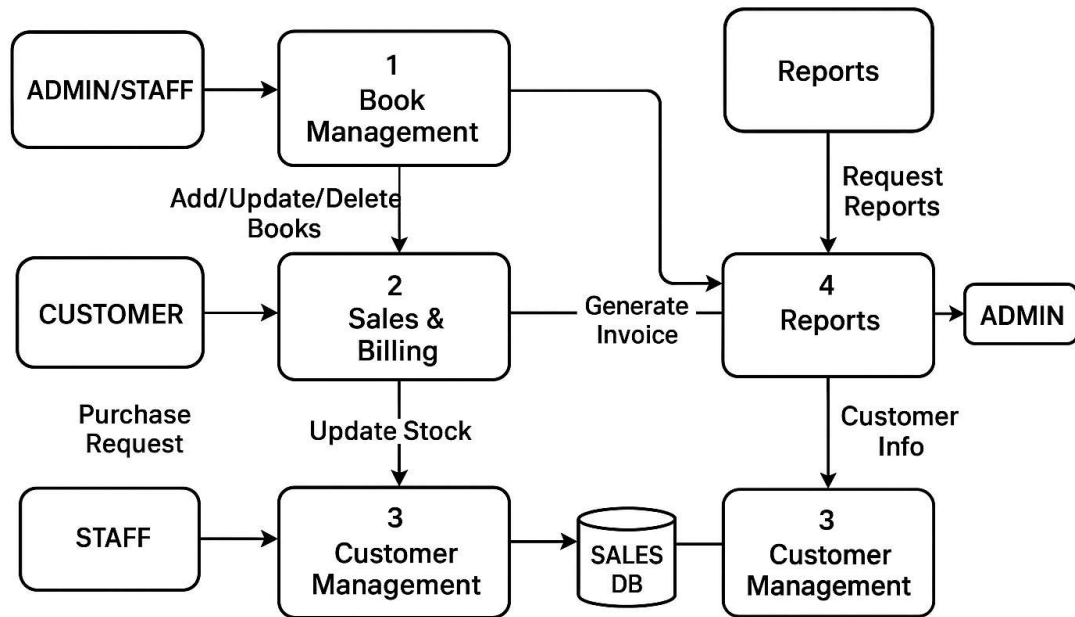 ADMIN/STAFF
1
Book
Management
Reports
Add/Update/Delete
Books
Request
Reports
CUSTOMER
2
Sales &
Billing
Generate
Invoice
4
Reports
ADMIN
Purchase
Request
Update Stock
Customer
Info
STAFF
3
Customer
Management
SALES
DB
3
Customer
Management